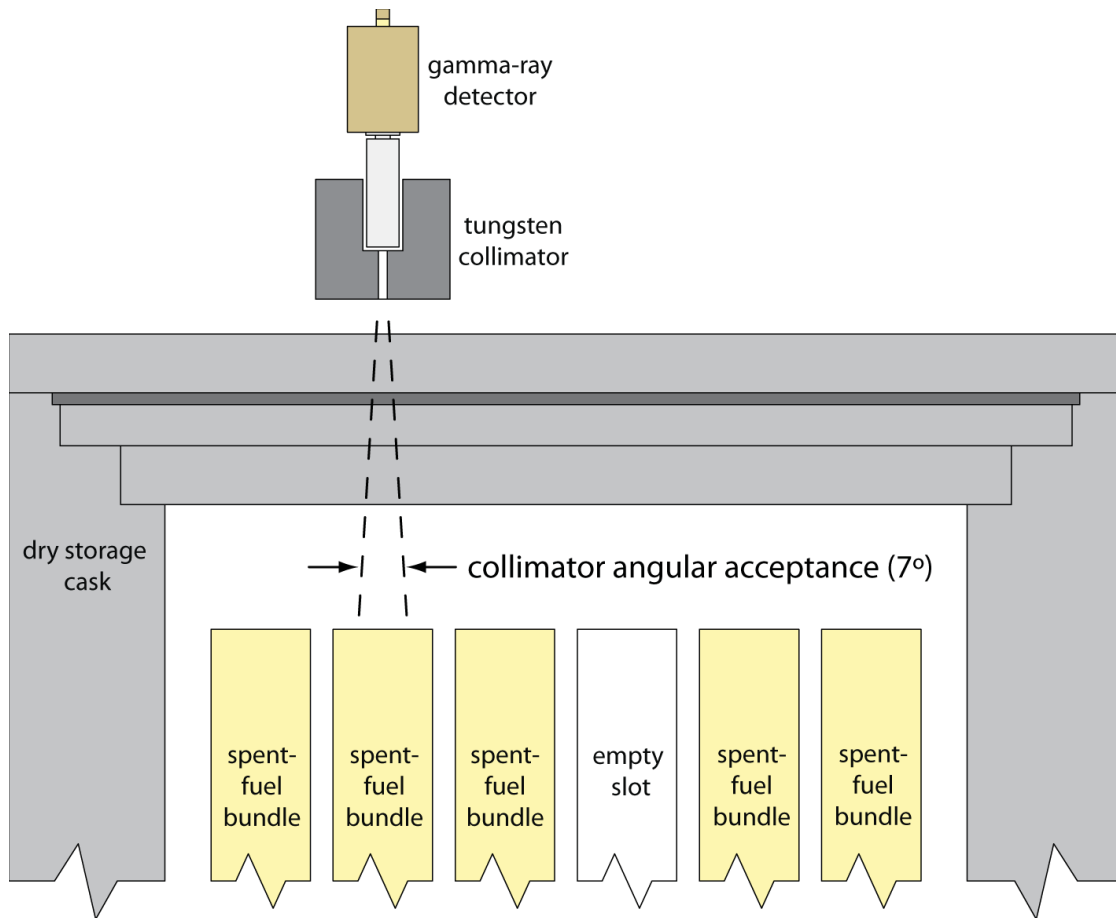 gamma-ray
detector
tungsten
collimator
dry storage
cask
collimator angular acceptance (7º)
spent-
fuel
bundle
spent-
fuel
bundle
spent-
fuel
bundle
empty
slot
spent-
fuel
bundle
spent-
fuel
bundle